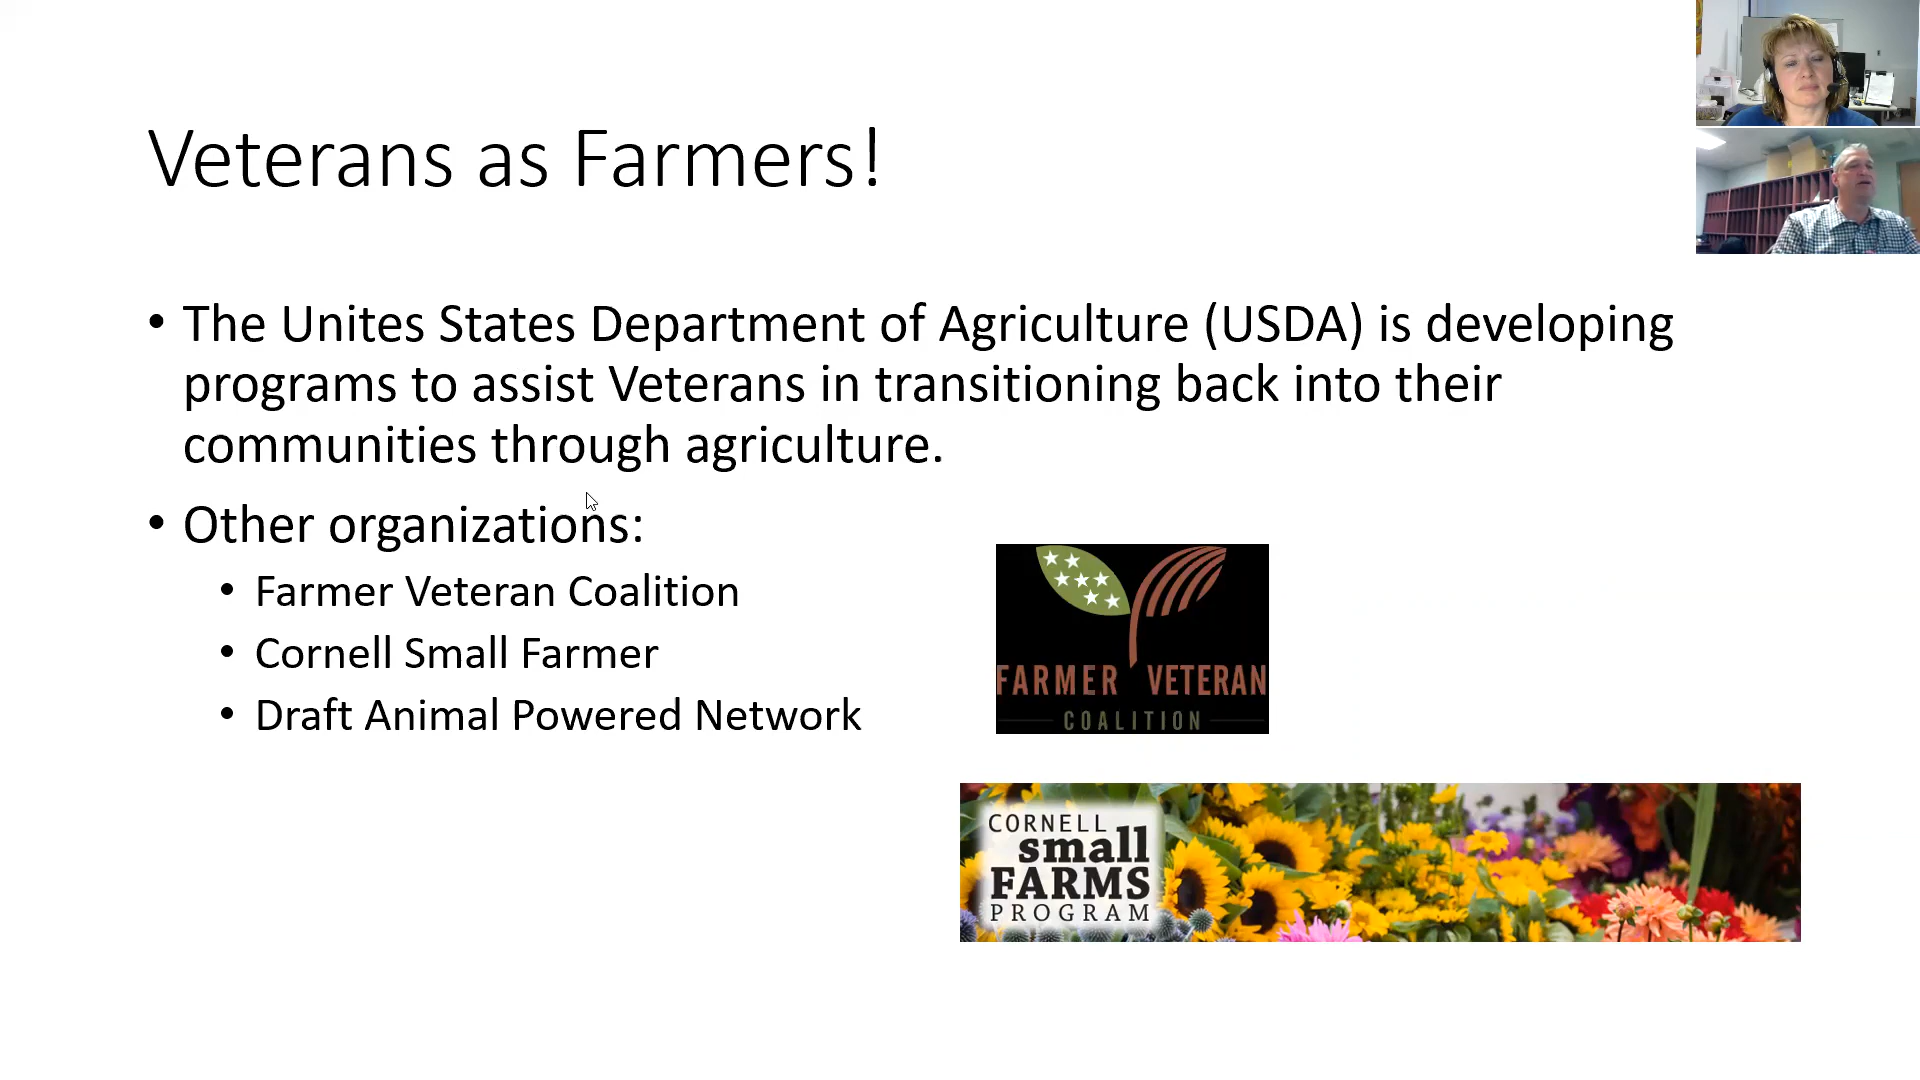 Veterans as Farmers!
• The Unites States Department of Agriculture (USDA) is developing
programs to assist Veterans in transitioning back into their
communities through agriculture.
• Other organizations:
• Farmer Veteran Coalition
• Cornell Small Farmer
• Draft Animal Powered Network
FARMER VETERAN
COALITION
CORNELL
small
FARMS
PROGRAM